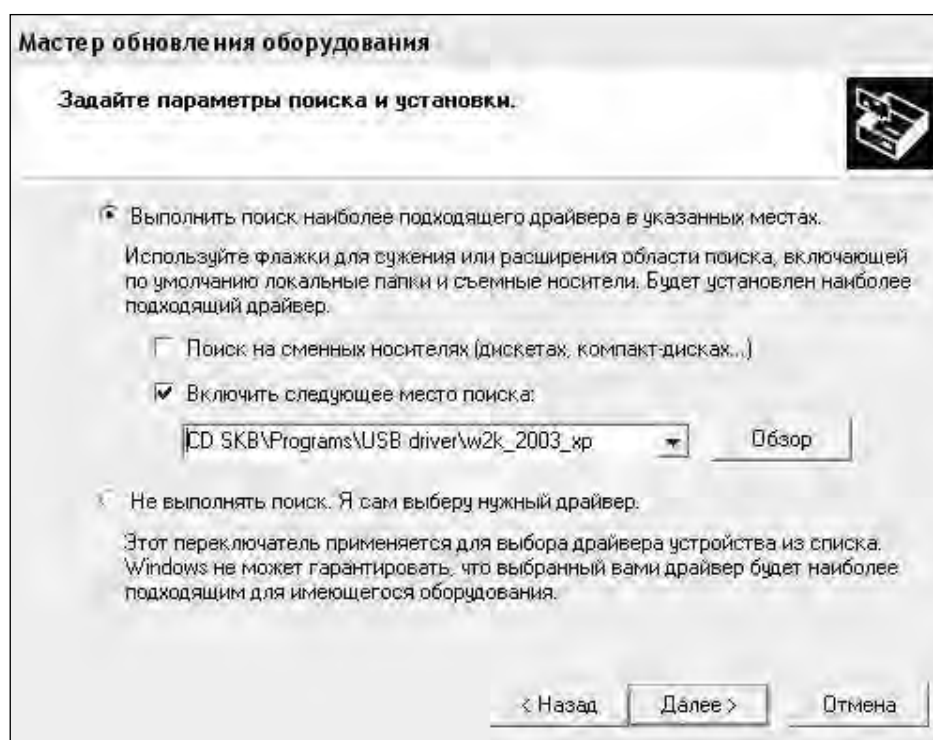 Мастер обновления оборудования
Задайте параметры поиска и установки.
Выполнить поиск наиболее подходящего драйвера в указанных местах.
Используйте флажки для сужения или расширения области поиска, включающей
по умолчанию локальные папки и съемные носители. Будет установлен наиболее
подходящий драйвер.
Поиск на сменных носителях (дискетах, компакт-дисках...)
Включить следующее место поиска:
CD SKB\Programs\USB driver\w2k_2003_xp
Обзор
Не выполнять поиск. Я сам выберу нужный драйвер.
Этот переключатель применяется для выбора драйвера устройства из списка.
Windows не может гарантировать, что выбранный вами драйвер будет наиболее
подходящим для имеющегося оборудования.
< Назад Далее > Отмена